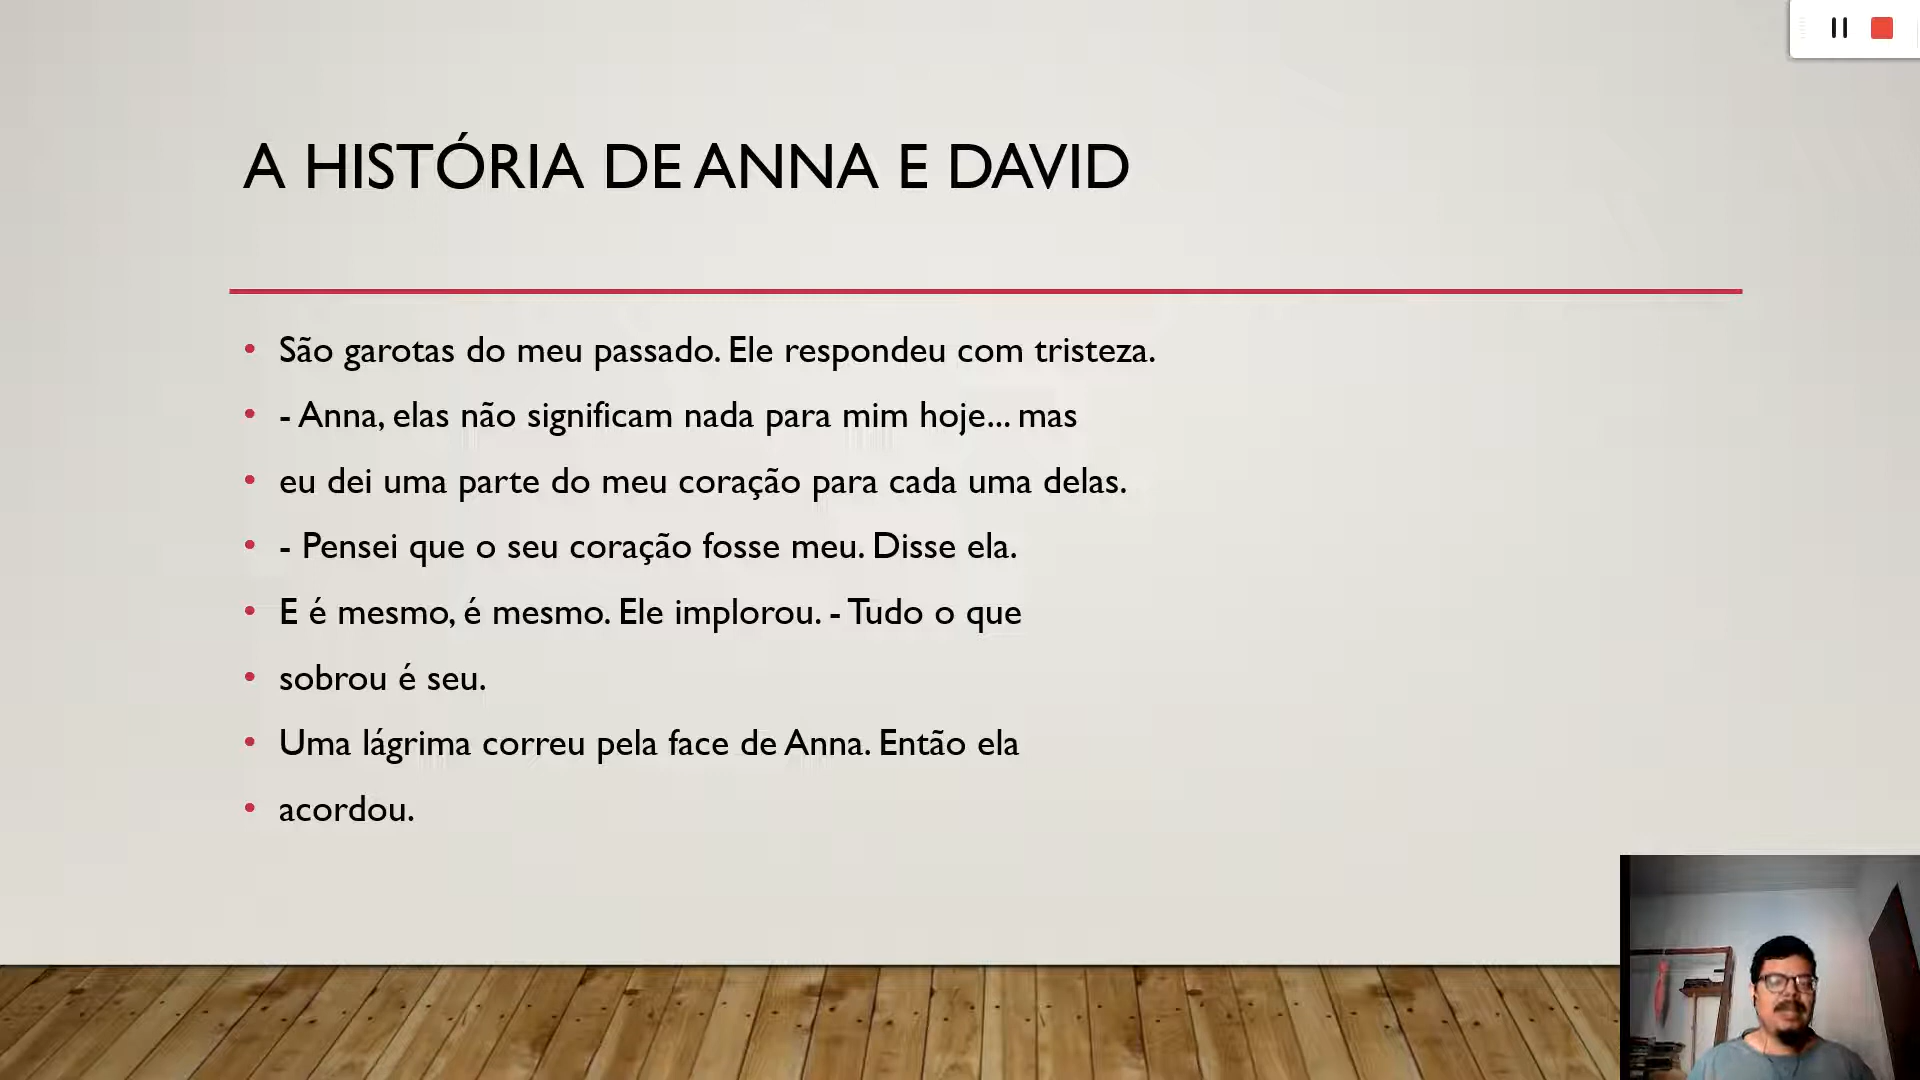 A HISTÓRIA DE ANNA E DAVID
• São garotas do meu passado. Ele respondeu com tristeza.
• - Anna, elas não significam nada para mim hoje... mas
• eu dei uma parte do meu coração para cada uma delas.
• - Pensei que o seu coração fosse meu. Disse ela.
• E é mesmo, é mesmo. Ele implorou. - Tudo o que
• sobrou é seu.
• Uma lágrima correu pela face de Anna. Então ela
• acordou.